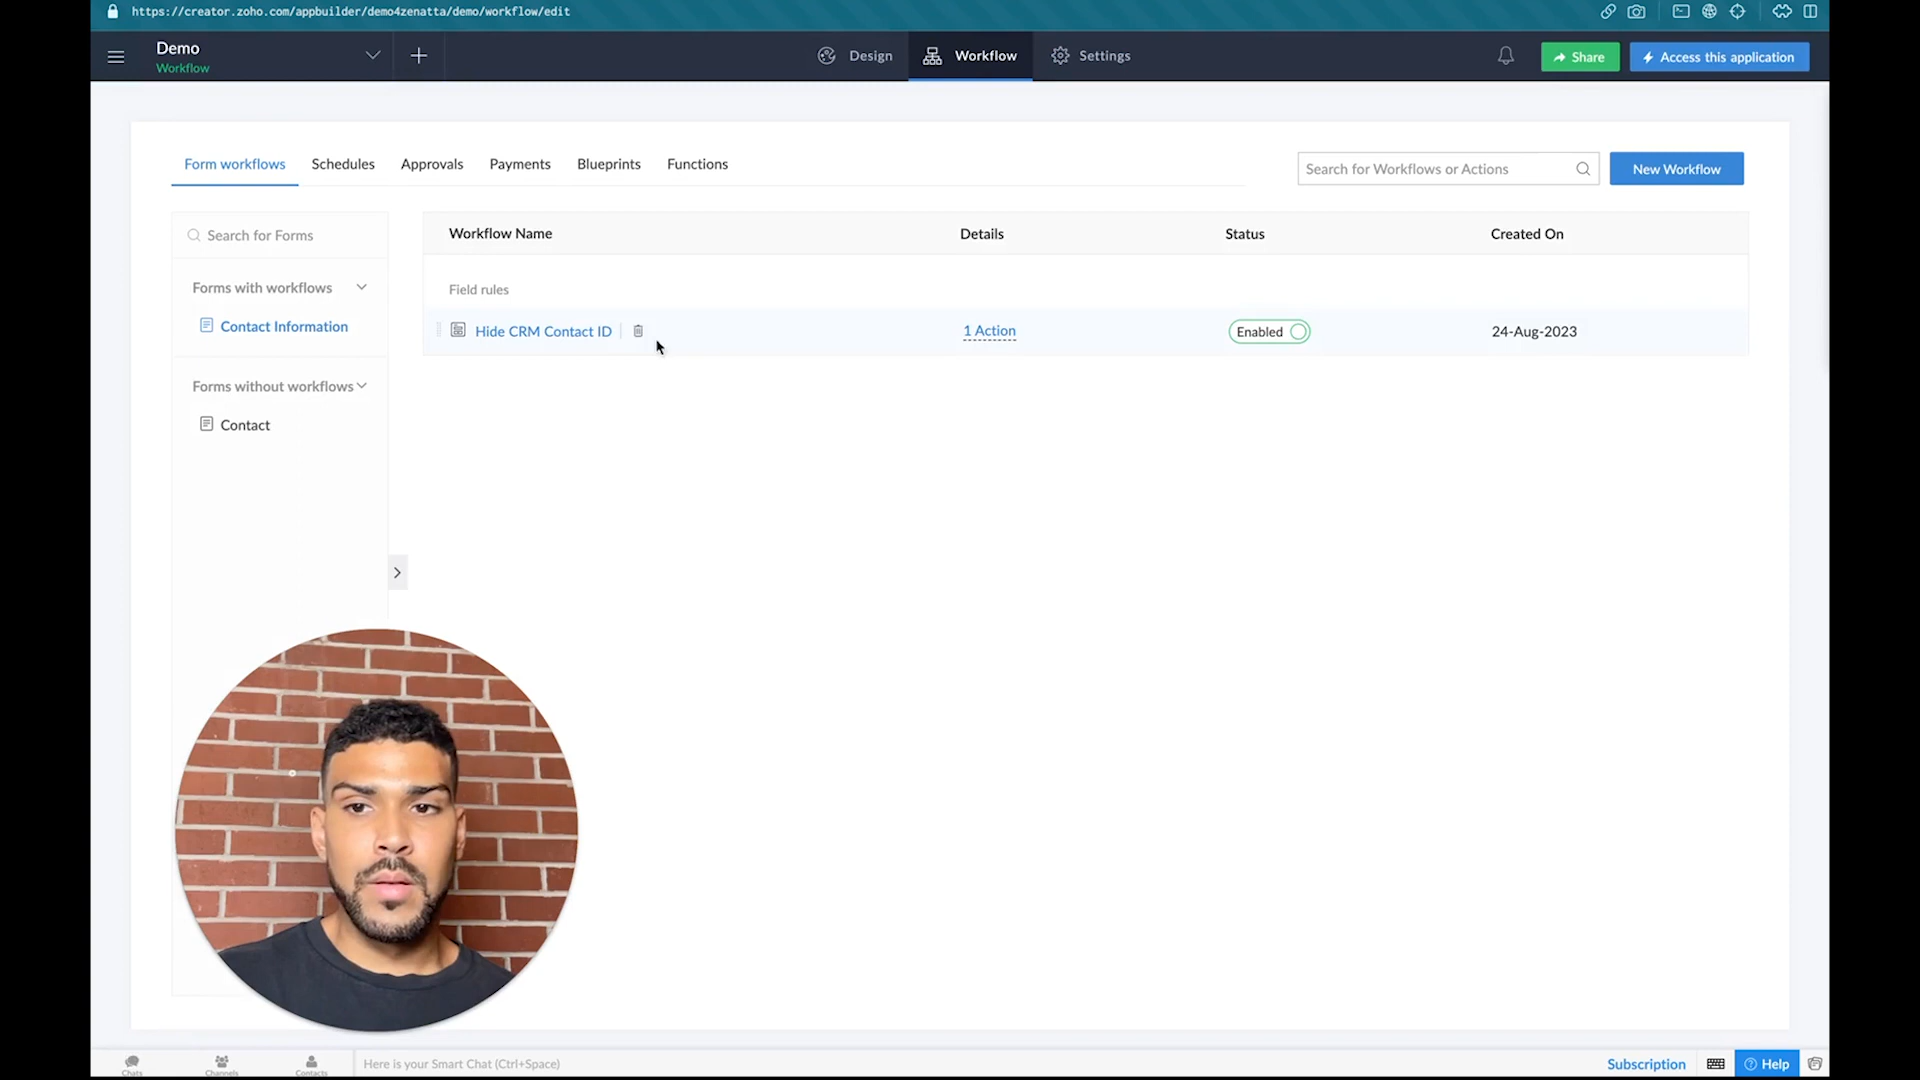 https://creator.zoho.com/appbuilder/demo4zenatta/demo/workflow/edit
Demo
Workflow
Design
Workflow
Settings
Share
Access this application
Form workflows
Schedules
Approvals
Payments
Blueprints
Functions
Search for Workflows or Actions
New Workflow
Search for Forms
Workflow Name
Details
Status
Created On
Forms with workflows
Field rules
Contact Information
Hide CRM Contact ID
1 Action
Enabled
24-Aug-2023
Forms without workflows
Contact
Chats
Channels
Contacts
Here is your Smart Chat (Ctrl+Space)
Subscription
Help